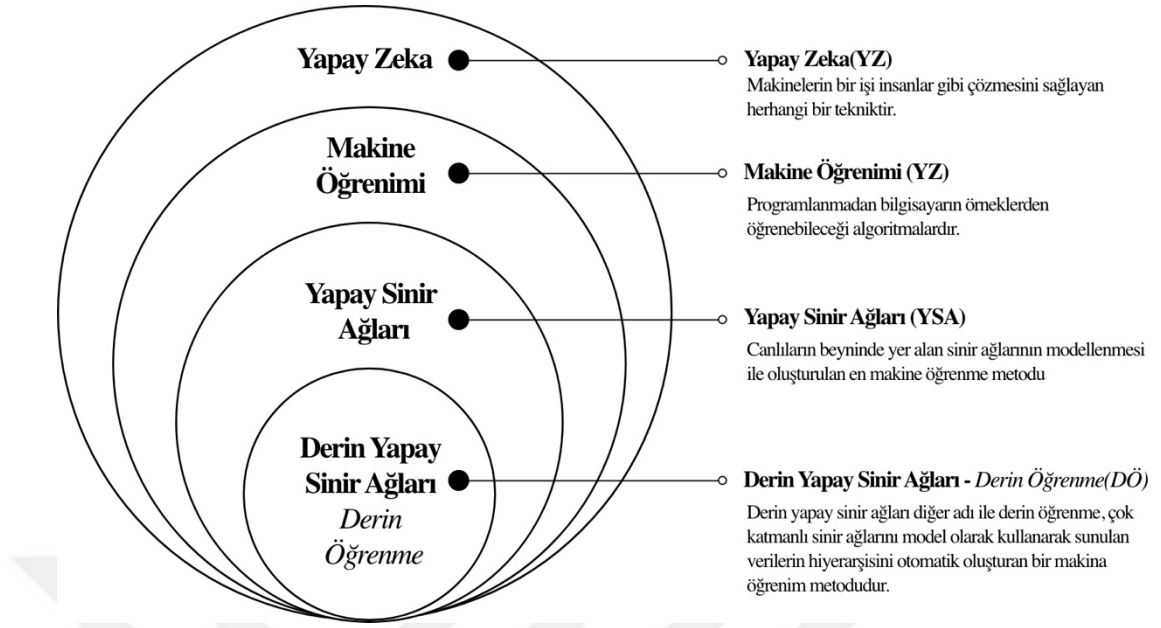 Yapay Zeka
Makine
Öğrenimi
Yapay Sinir
Ağları
Derin Yapay
Sinir Ağları
Derin
Öğrenme
Yapay Zeka(YZ)
Makinelerin bir işi insanlar gibi çözmesini sağlayan
herhangi bir tekniktir.
Makine Öğrenimi (YZ)
Programlanmadan bilgisayarın örneklerden
öğrenebileceği algoritmalardır.
Yapay Sinir Ağları (YSA)
Canlıların beyninde yer alan sinir ağlarının modellenmesi
ile oluşturulan en makine öğrenme metodu
Derin Yapay Sinir Ağları - Derin Öğrenme(DÖ)
Derin yapay sinir ağları diğer adı ile derin öğrenme, çok
katmanlı sinir ağlarını model olarak kullanarak sunulan
verilerin hiyerarşisini otomatik oluşturan bir makina
öğrenim metodudur.